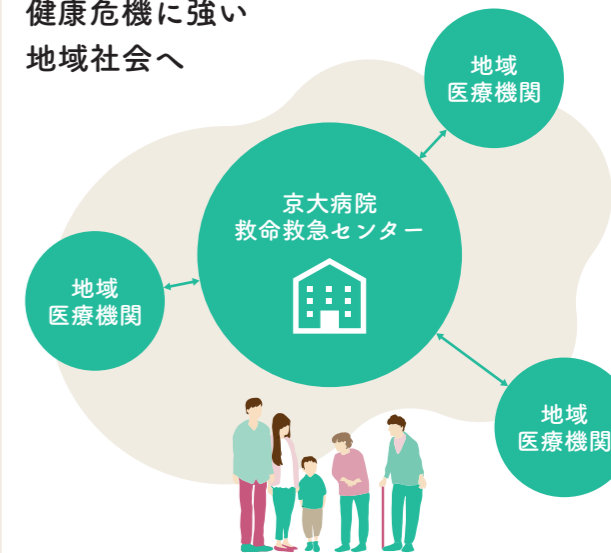 健康危機に強い
地域社会へ
地域
医療機関
京大病院
救命救急センター
地域
医療機関
地域
医療機関